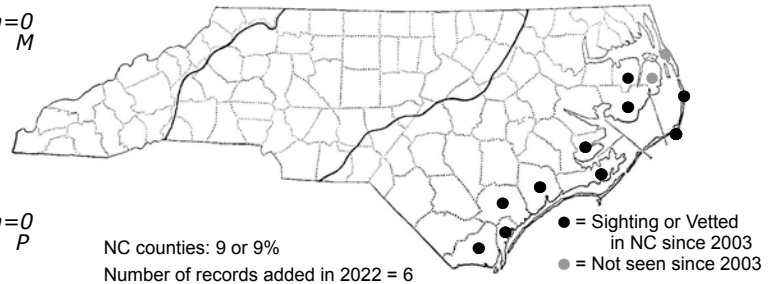 n=0
M
n=0
P
NC counties: 9 or 9%
Number of records added in 2022 = 6
● = Sighting or Vetted
in NC since 2003
● = Not seen since 2003